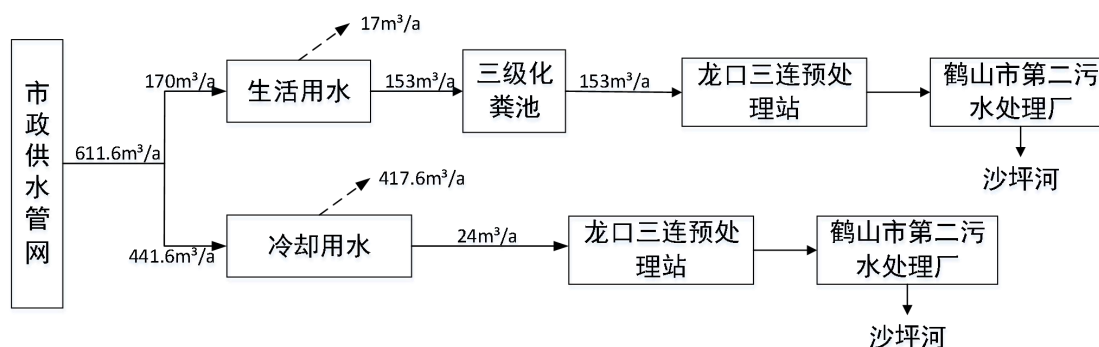 市政供水管网
611.6m³/a
170m³/a
生活用水
17m³/a
153m³/a
三级化
粪池
153m³/a
龙口三连预处
理站
鹤山市第二污
水处理厂
沙坪河
441.6m³/a
冷却用水
417.6m³/a
24m³/a
龙口三连预处
理站
鹤山市第二污
水处理厂
沙坪河